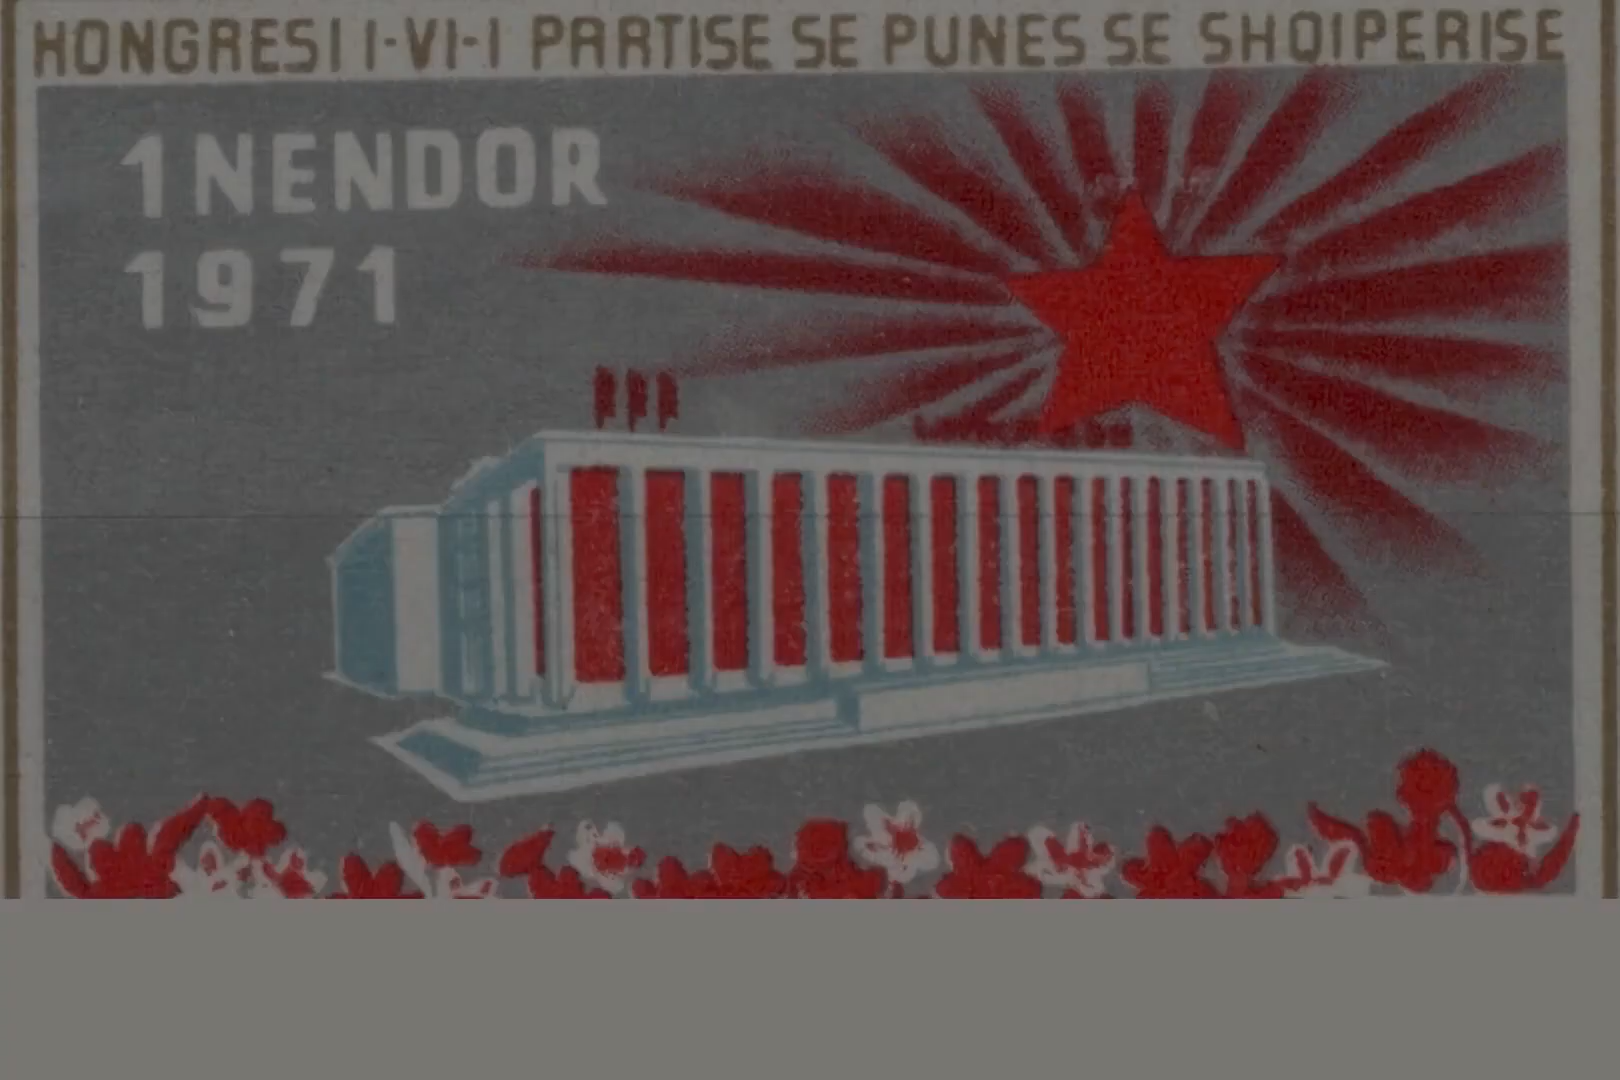 KONGRESI I-VI-I PARTISE SE PUNES SE SHQIPERISE
1 NENDOR
1971